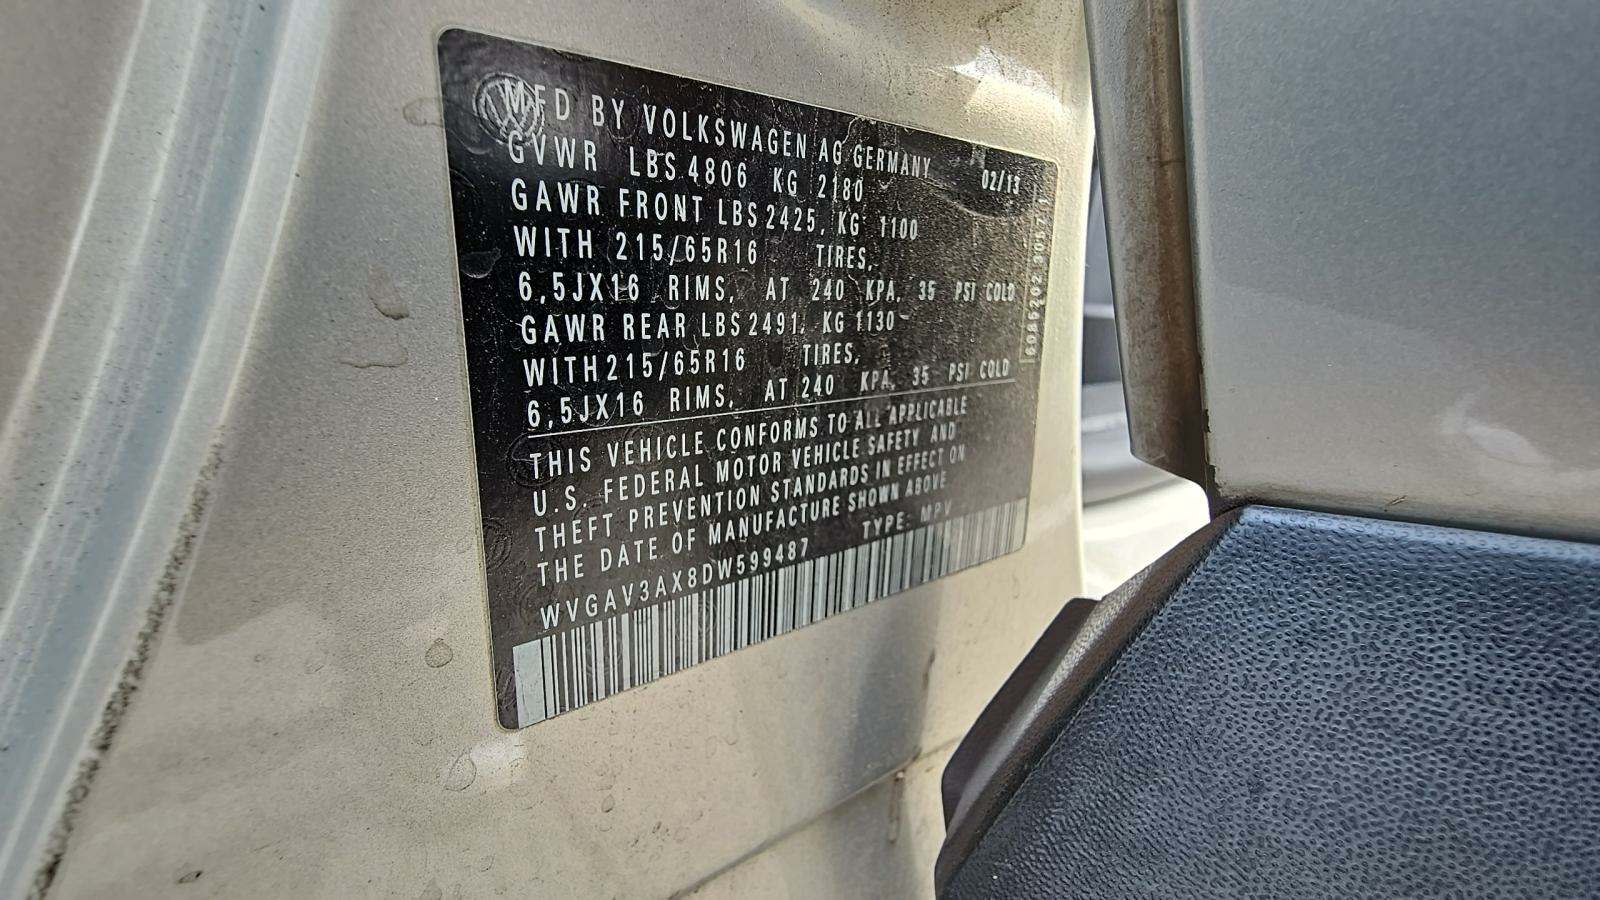 MFD BY VOLKSWAGEN AG GERMANY 02/13
GVWR LBS 4806 KG 2180
GAWR FRONT LBS 2425, KG 1100
WITH 215/65R16 TIRES,
6,5JX16 RIMS, AT 240 KPA, 35 PSI COLD
GAWR REAR LBS 2491, KG 1130
WITH 215/65R16 TIRES,
6,5JX16 RIMS, AT 240 KPA, 35 PSI COLD
THIS VEHICLE CONFORMS TO ALL APPLICABLE
U.S. FEDERAL MOTOR VEHICLE SAFETY AND
THEFT PREVENTION STANDARDS IN EFFECT ON
THE DATE OF MANUFACTURE SHOWN ABOVE
WVGAV3AX8DW599487 TYPE: MPV